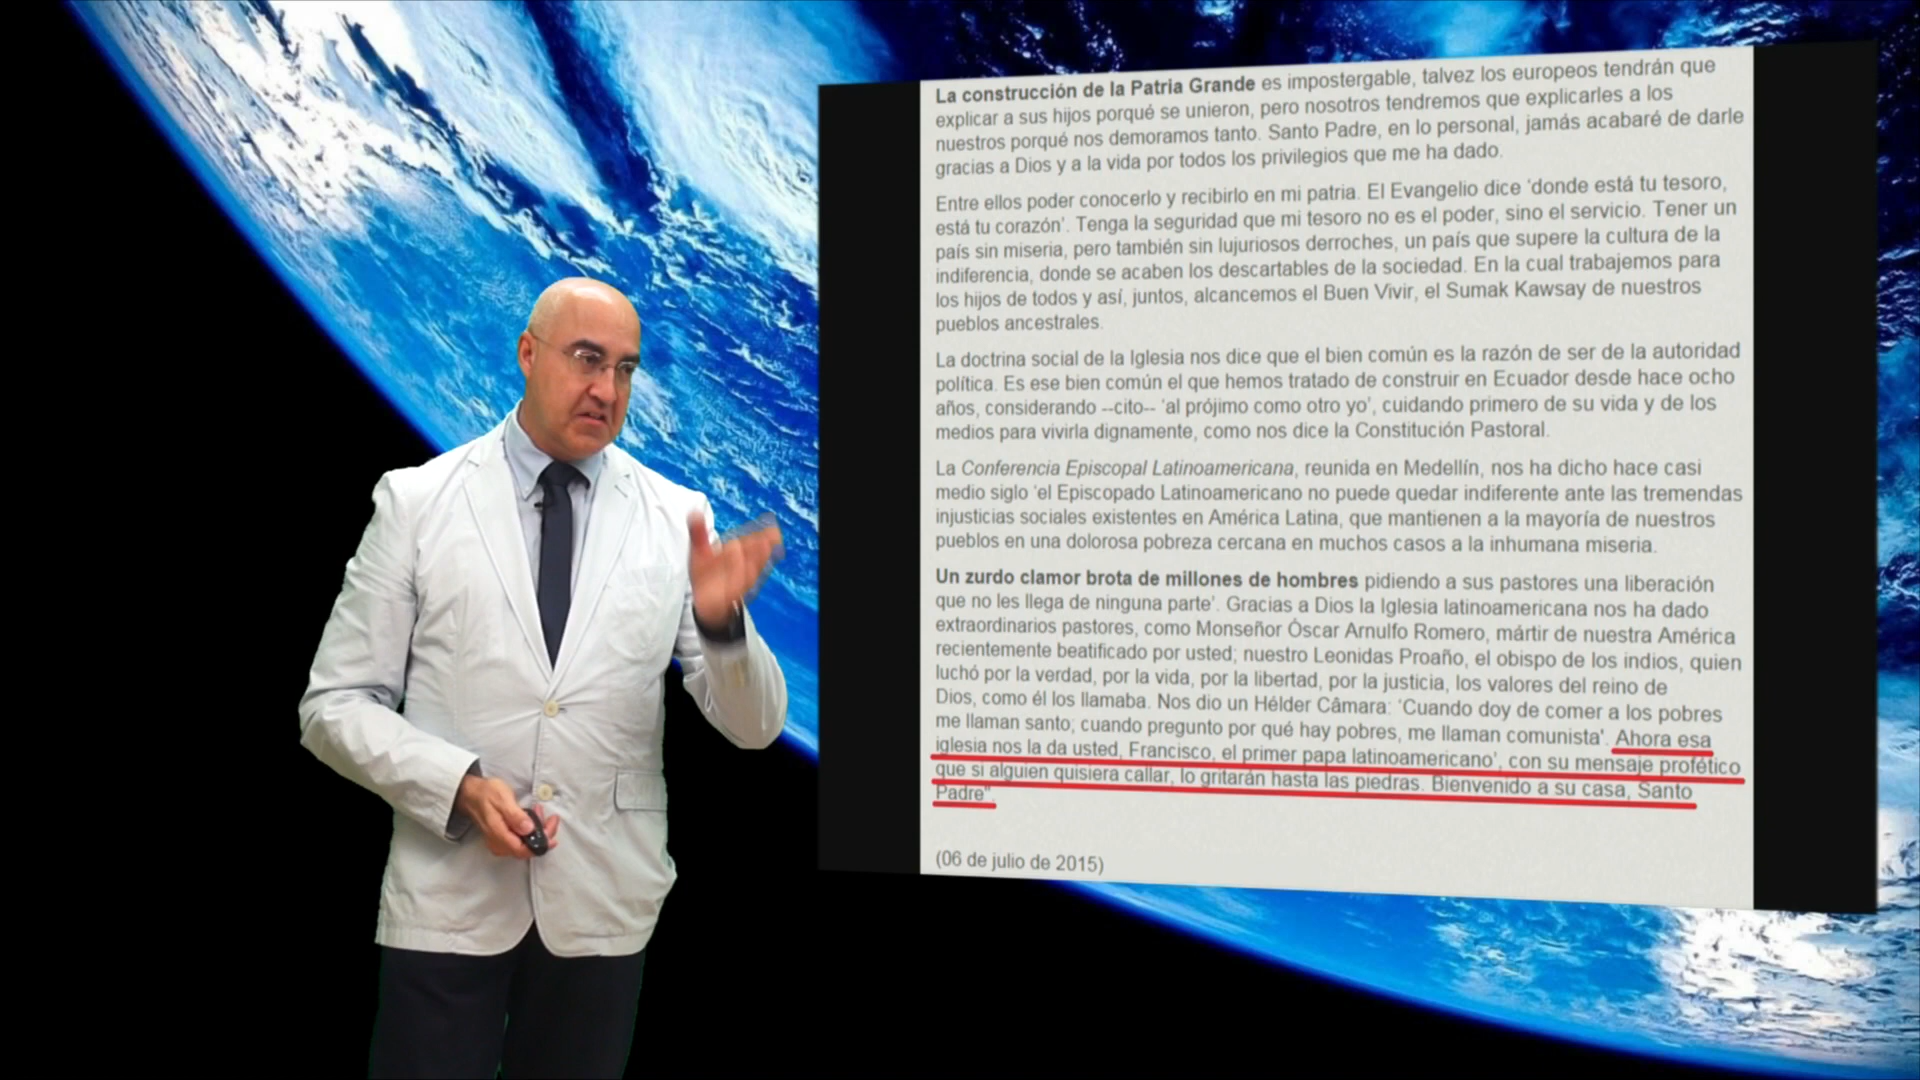 La construcción de la Patria Grande es impostergable, talvez los europeos tendrán que
explicar a sus hijos porqué se unieron, pero nosotros tendremos que explicarles a los
nuestros porqué nos demoramos tanto. Santo Padre, en lo personal, jamás acabaré de darle
gracias a Dios y a la vida por todos los privilegios que me ha dado.
Entre ellos poder conocerlo y recibirlo en mi patria. El Evangelio dice 'donde está tu tesoro,
está tu corazón'. Tenga la seguridad que mi tesoro no es el poder, sino el servicio. Tener un
país sin miseria, pero también sin lujuriosos derroches, un país que supere la cultura de la
indiferencia, donde se acaben los descartables de la sociedad. En la cual trabajemos para
los hijos de todos y así, juntos, alcancemos el Buen Vivir, el Sumak Kawsay de nuestros
pueblos ancestrales.
La doctrina social de la Iglesia nos dice que el bien común es la razón de ser de la autoridad
política. Es ese bien común el que hemos tratado de construir en Ecuador desde hace ocho
años, considerando --cito-- 'al prójimo como otro yo', cuidando primero de su vida y de los
medios para vivirla dignamente, como nos dice la Constitución Pastoral.
La Conferencia Episcopal Latinoamericana, reunida en Medellín, nos ha dicho hace casi
medio siglo 'el Episcopado Latinoamericano no puede quedar indiferente ante las tremendas
injusticias sociales existentes en América Latina, que mantienen a la mayoría de nuestros
pueblos en una dolorosa pobreza cercana en muchos casos a la inhumana miseria.
Un zurdo clamor brota de millones de hombres pidiendo a sus pastores una liberación
que no les llega de ninguna parte'. Gracias a Dios la Iglesia latinoamericana nos ha dado
extraordinarios pastores, como Monseñor Óscar Arnulfo Romero, mártir de nuestra América
recientemente beatificado por usted; nuestro Leonidas Proaño, el obispo de los indios, quien
luchó por la verdad, por la vida, por la libertad, por la justicia, los valores del reino de
Dios, como él los llamaba. Nos dio un Hélder Câmara: 'Cuando doy de comer a los pobres
me llaman santo; cuando pregunto por qué hay pobres, me llaman comunista'. Ahora esa
iglesia nos la da usted, Francisco, el primer papa latinoamericano', con su mensaje profético
que si alguien quisiera callar, lo gritarán hasta las piedras. Bienvenido a su casa, Santo
Padre".
(06 de julio de 2015)